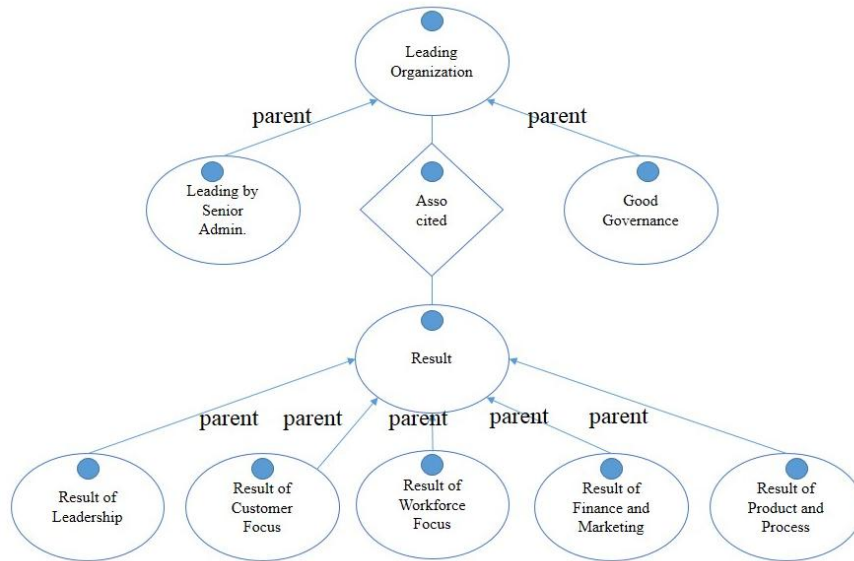 Leading
Organization
parent
parent
Leading by
Senior
Admin.
Asso
cited
Good
Governance
Result
parent
parent
parent
parent
parent
Result of
Leadership
Result of
Customer
Focus
Result of
Workforce
Focus
Result of
Finance and
Marketing
Result of
Product and
Process